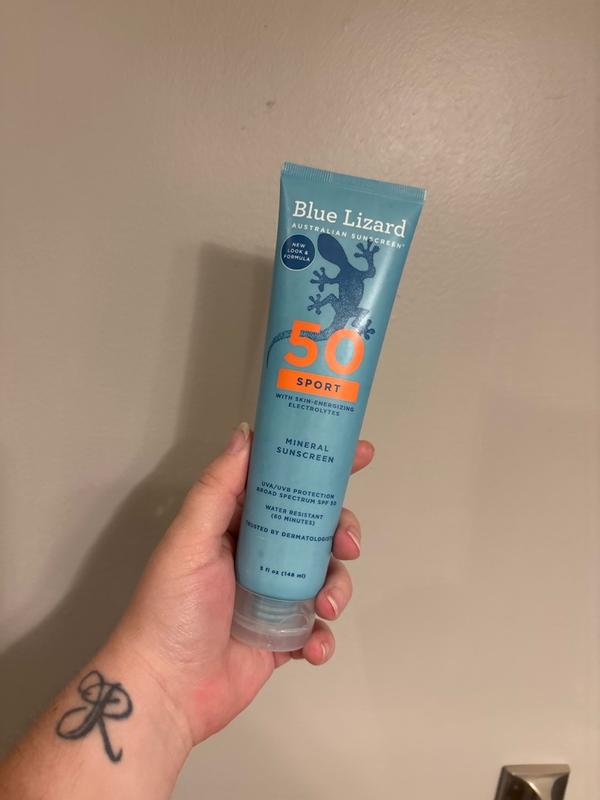 Blue Lizard
AUSTRALIAN SUNSCREEN®
NEW
LOOK &
FORMULA
50
SPORT
WITH SKIN-ENERGIZING
ELECTROLYTES
MINERAL
SUNSCREEN
UVA/UVB PROTECTION
BROAD SPECTRUM SPF 50
WATER RESISTANT
(80 MINUTES)
TRUSTED BY DERMATOLOGISTS
5 fl oz (148 ml)
R